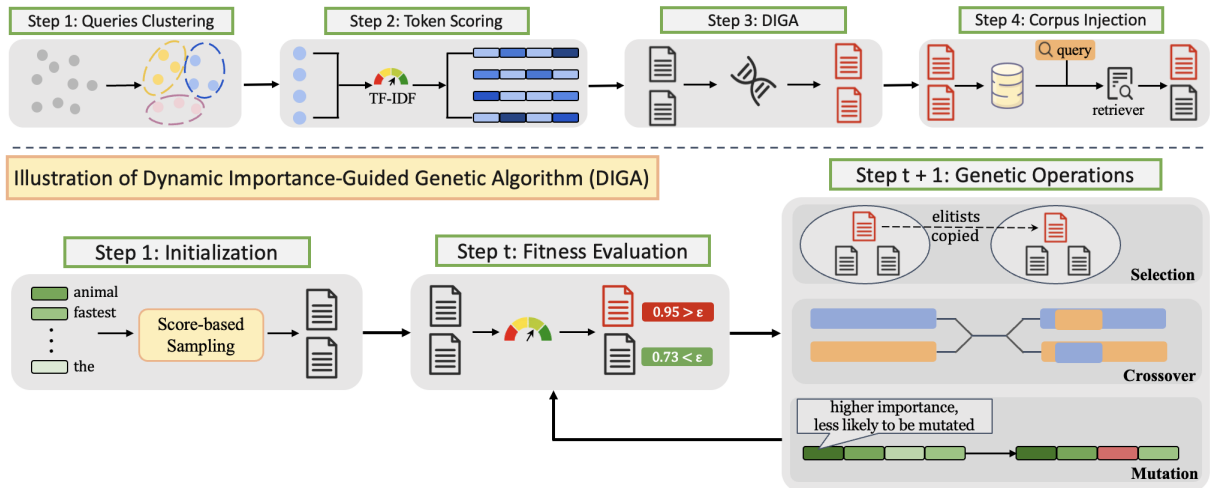 Step 1: Queries Clustering
Step 2: Token Scoring
Step 3: DIGA
Step 4: Corpus Injection
TF-IDF
query
retriever
Illustration of Dynamic Importance-Guided Genetic Algorithm (DIGA)
Step 1: Initialization
animal
fastest
the
Score-based
Sampling
Step t: Fitness Evaluation
0.95 > ε
0.73 < ε
Step t + 1: Genetic Operations
elitists
copied
Selection
Crossover
higher importance,
less likely to be mutated
Mutation